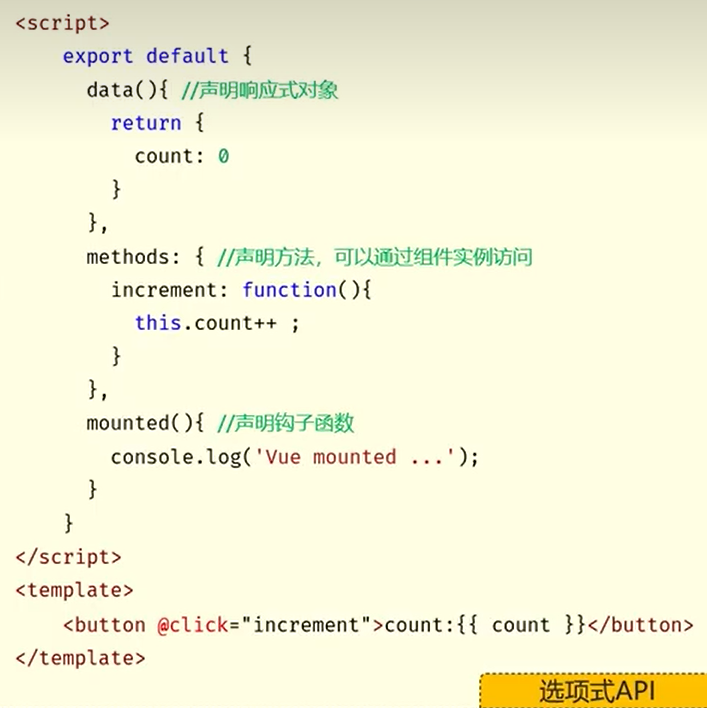 <script>
export default {
data(){ //声明响应式对象
return {
count: 0
}
},
methods: { //声明方法，可以通过组件实例访问
increment: function(){
this.count++ ;
}
},
mounted(){ //声明钩子函数
console.log('Vue mounted ...');
}
}
</script>
<template>
<button @click="increment">count:{{ count }}</button>
</template>
选项式API